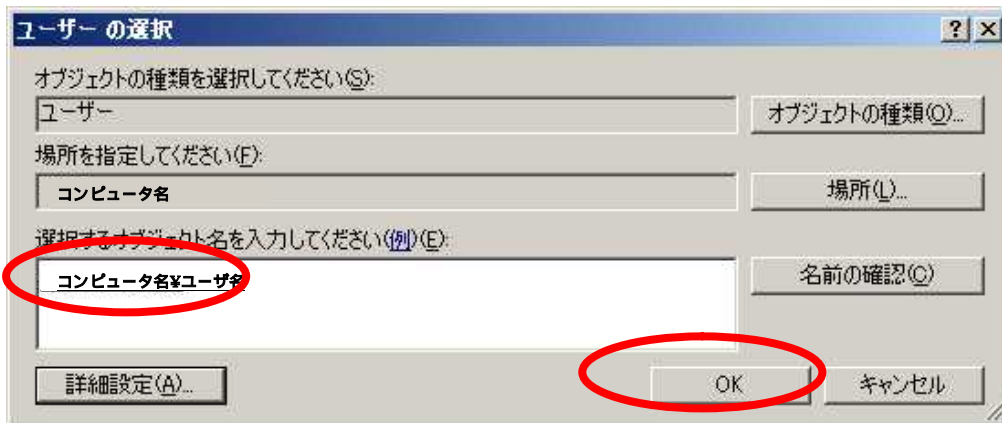 ユーザー の選択
オブジェクトの種類を選択してください(S):
ユーザー
オブジェクトの種類(O)...
場所を指定してください(F):
コンピュータ名
場所(L)...
選択するオブジェクト名を入力してください(例)(E):
コンピュータ名¥ユーザ名
名前の確認(C)
詳細設定(A)...
OK
キャンセル